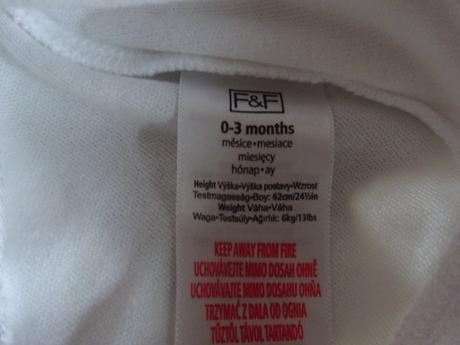 F&F
0-3 months
měsíce•mesiace
miesięcy
hónap•ay
Height Výška•Výška postavy•Wzrost
Testmagasság•Boy: 62cm/24½in
Weight Váha•Váha
Waga•Testsúly•Ağırlık: 6kg/13lbs
KEEP AWAY FROM FIRE
UCHOVÁVEJTE MIMO DOSAH OHNĚ
UCHOVÁVAJTE MIMO DOSAHU OHŇA
TRZYMAĆ Z DALA OD OGNIA
TŰZTŐL TÁVOL TARTANDÓ